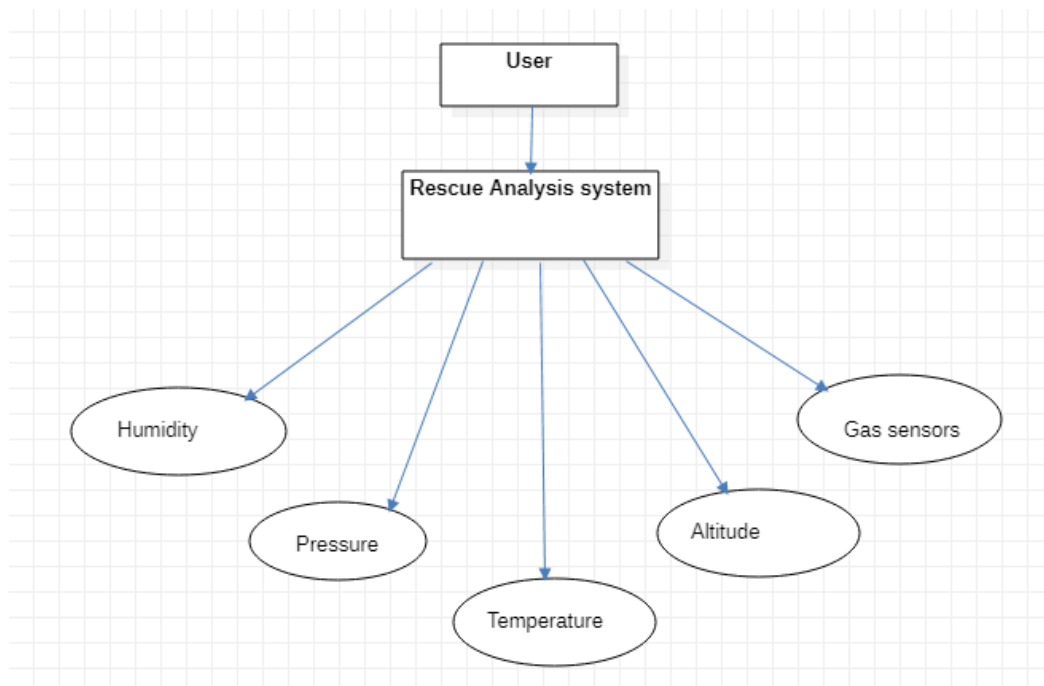 User
Rescue Analysis system
Humidity
Gas sensors
Pressure
Altitude
Temperature